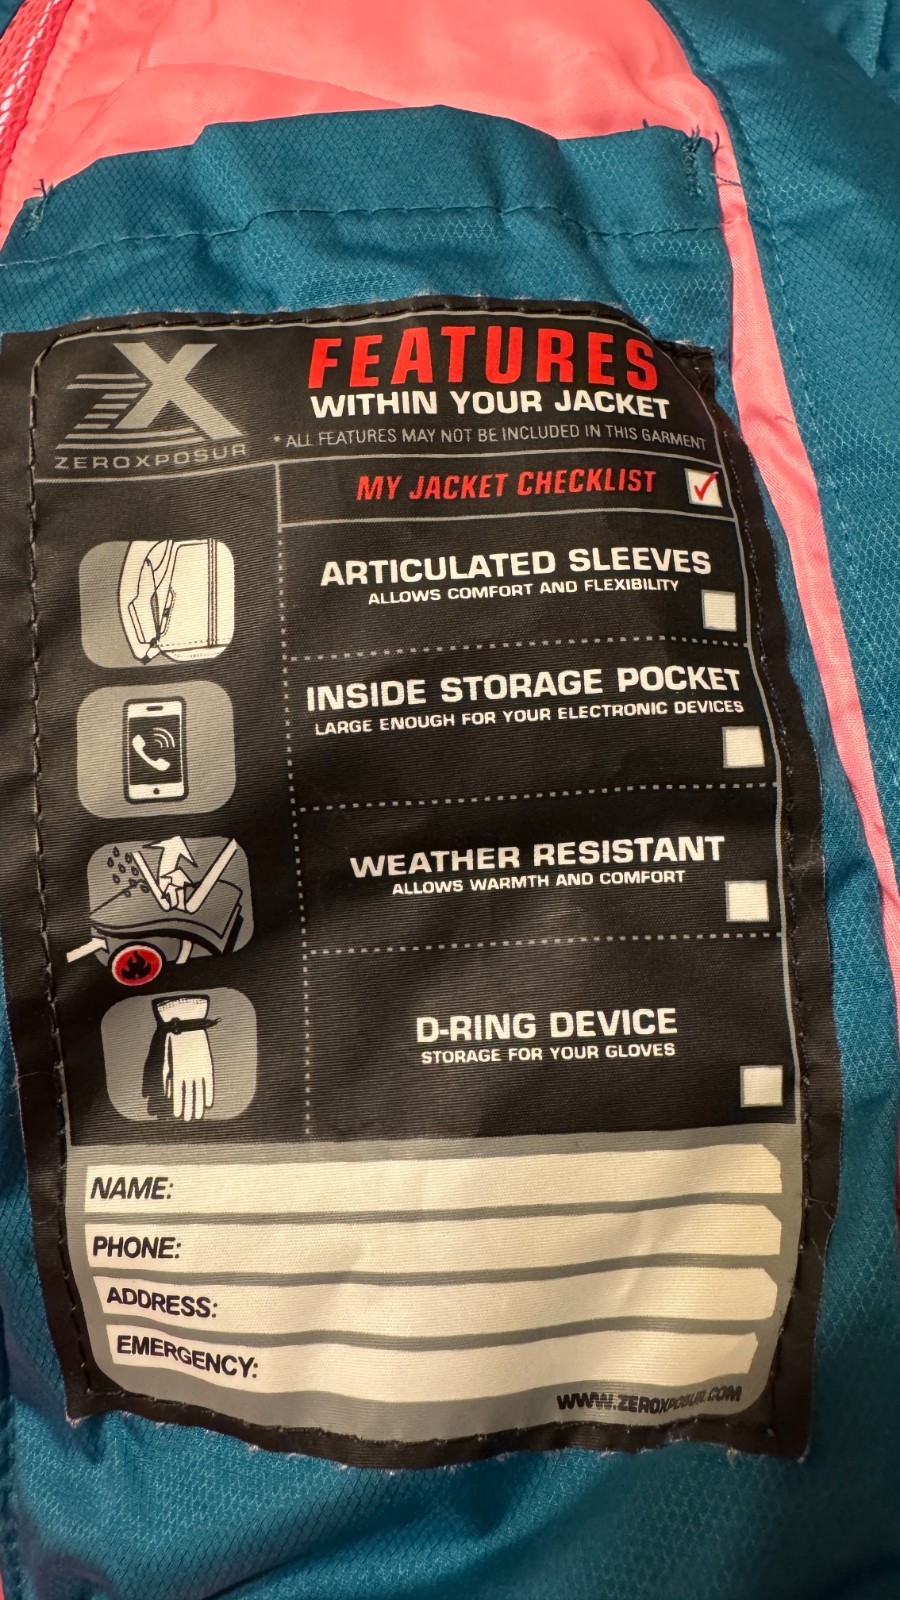 ZX
ZEROXPOSUR
FEATURES
WITHIN YOUR JACKET
* ALL FEATURES MAY NOT BE INCLUDED IN THIS GARMENT
MY JACKET CHECKLIST
ARTICULATED SLEEVES
ALLOWS COMFORT AND FLEXIBILITY
INSIDE STORAGE POCKET
LARGE ENOUGH FOR YOUR ELECTRONIC DEVICES
WEATHER RESISTANT
ALLOWS WARMTH AND COMFORT
D-RING DEVICE
STORAGE FOR YOUR GLOVES
NAME:
PHONE:
ADDRESS:
EMERGENCY:
WWW.ZEROXPOSUR.COM